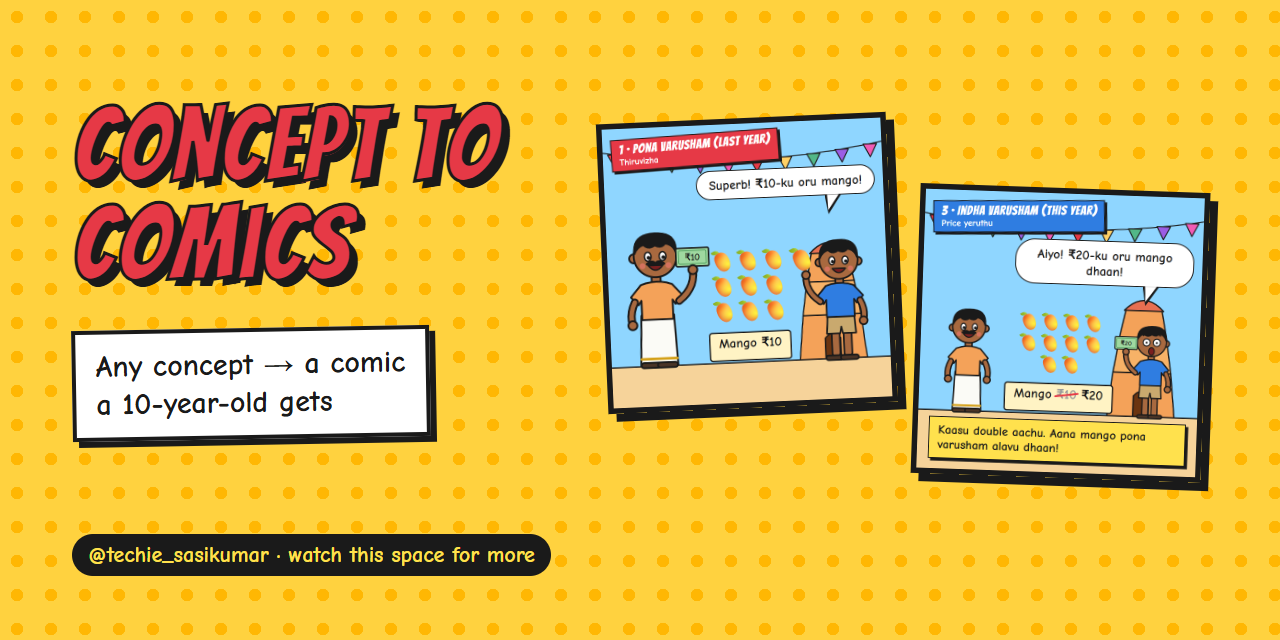 CONCEPT TO
COMICS
Any concept → a comic
a 10-year-old gets
@techie_sasikumar · watch this space for more
1 · PONA VARUSHAM (LAST YEAR)
Thiruvizha
Superb! ₹10-ku oru mango!
₹10
Mango ₹10
3 · INDHA VARUSHAM (THIS YEAR)
Price yeruthu
Aiyo! ₹20-ku oru mango
dhaan!
₹20
Mango ₹10 ₹20
Kaasu double aachu. Aana mango pona
varusham alavu dhaan!